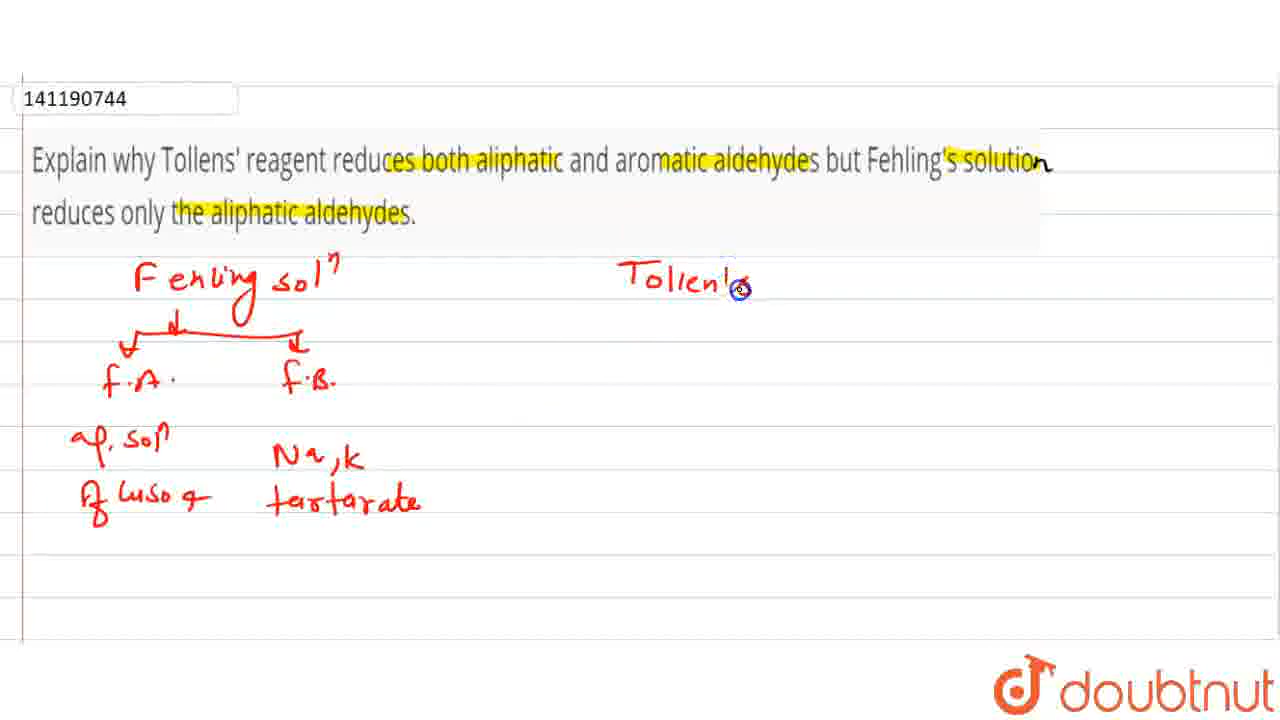 141190744
Explain why Tollens' reagent reduces both aliphatic and aromatic aldehydes but Fehling's solution
reduces only the aliphatic aldehydes.
Fehling solⁿ
Tollen's
F.A.
F.B.
aq. solⁿ
of CuSO4
Na, K
tartarate
doubtnut